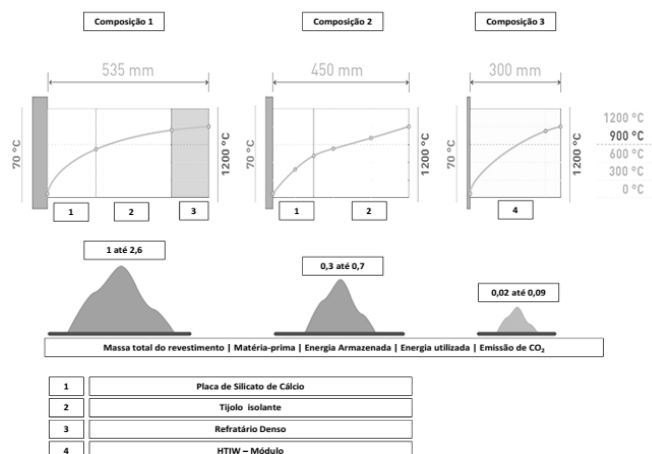 Composição 1
Composição 2
Composição 3
535 mm
450 mm
300 mm
70 °C
1200 °C
70 °C
1200 °C
70 °C
1200 °C
1200 °C
900 °C
600 °C
300 °C
0 °C
1
2
3
1
2
4
1 até 2,6
0,3 até 0,7
0,02 até 0,09
Massa total do revestimento | Matéria-prima | Energia Armazenada | Energia utilizada | Emissão de CO₂
1 Placa de Silicato de Cálcio
2 Tijolo isolante
3 Refratário Denso
4 HTIW – Módulo